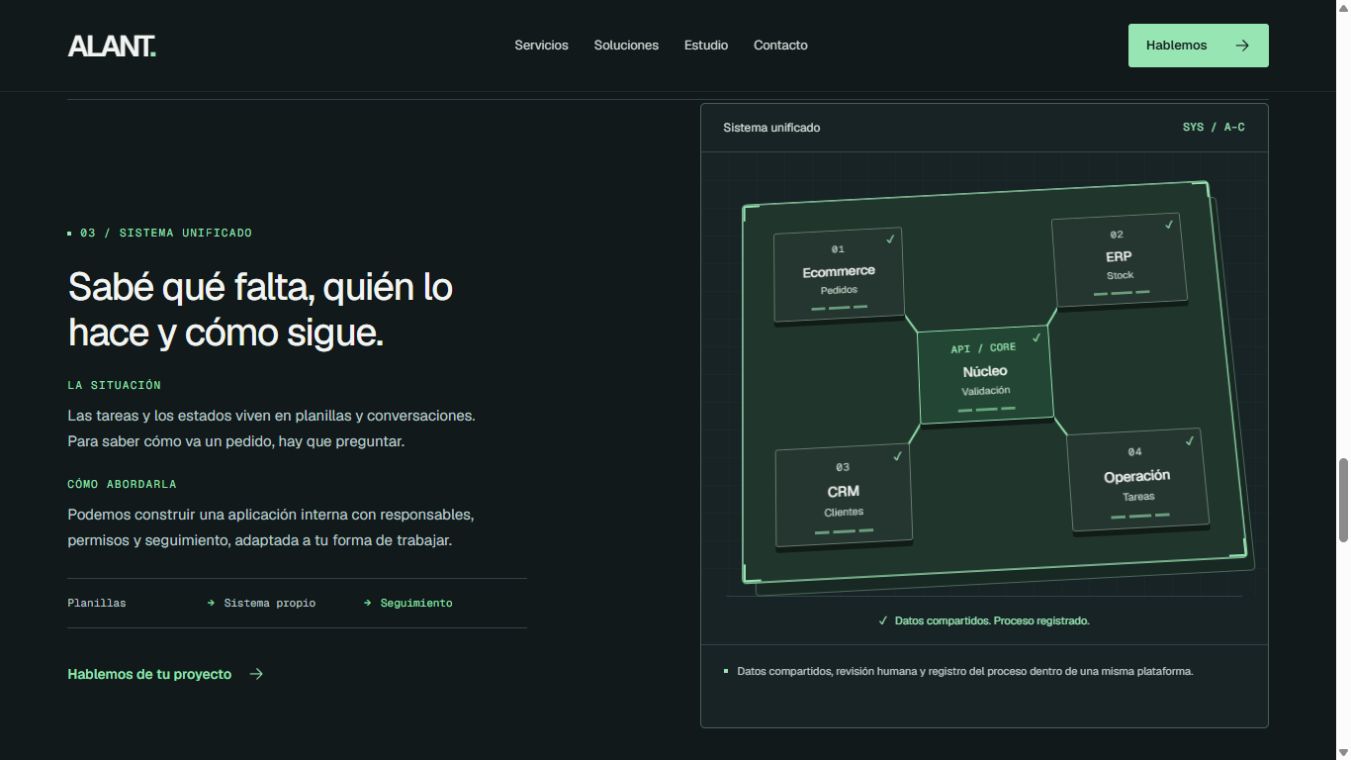 ALANT.
Servicios
Soluciones
Estudio
Contacto
Hablemos →
03 / SISTEMA UNIFICADO
Sabé qué falta, quién lo
hace y cómo sigue.
LA SITUACIÓN
Las tareas y los estados viven en planillas y conversaciones.
Para saber cómo va un pedido, hay que preguntar.
CÓMO ABORDARLA
Podemos construir una aplicación interna con responsables,
permisos y seguimiento, adaptada a tu forma de trabajar.
Planillas → Sistema propio → Seguimiento
Hablemos de tu proyecto →
Sistema unificado
SYS / A-C
01
Ecommerce
Pedidos
02
ERP
Stock
API / CORE
Núcleo
Validación
03
CRM
Clientes
04
Operación
Tareas
✓ Datos compartidos. Proceso registrado.
Datos compartidos, revisión humana y registro del proceso dentro de una misma plataforma.